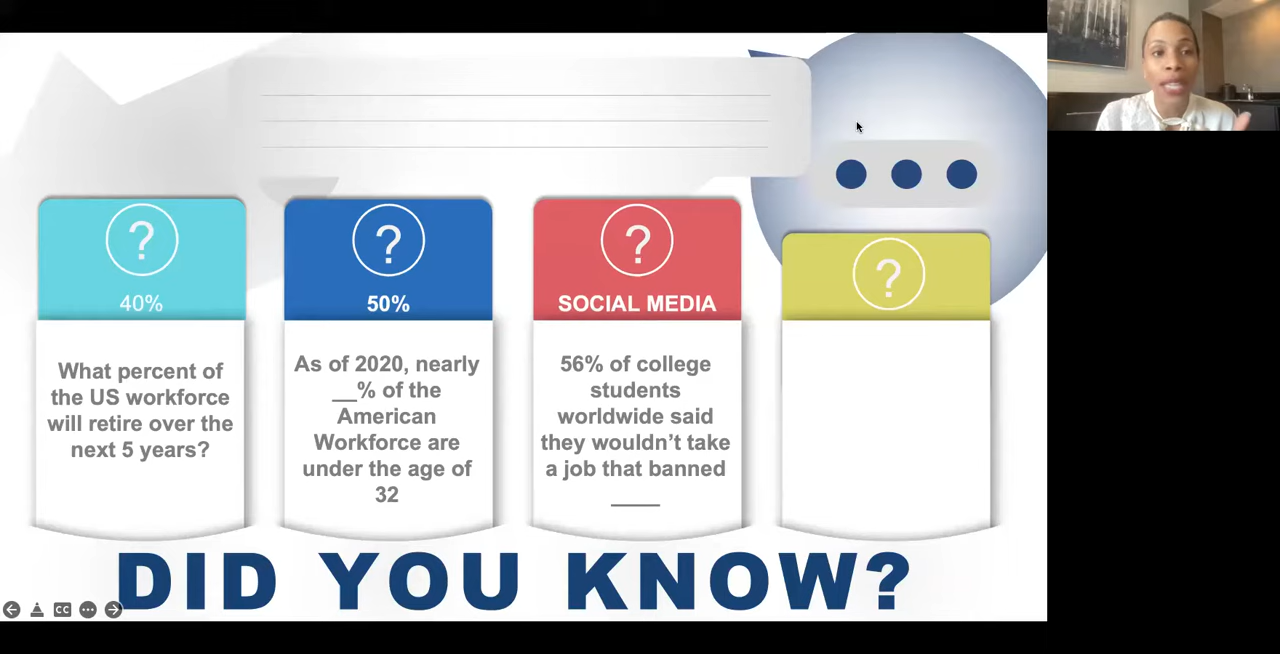 ?
40%
What percent of
the US workforce
will retire over the
next 5 years?
?
50%
As of 2020, nearly
__% of the
American
Workforce are
under the age of
32
?
SOCIAL MEDIA
56% of college
students
worldwide said
they wouldn’t take
a job that banned
____
?
DID YOU KNOW?
CC